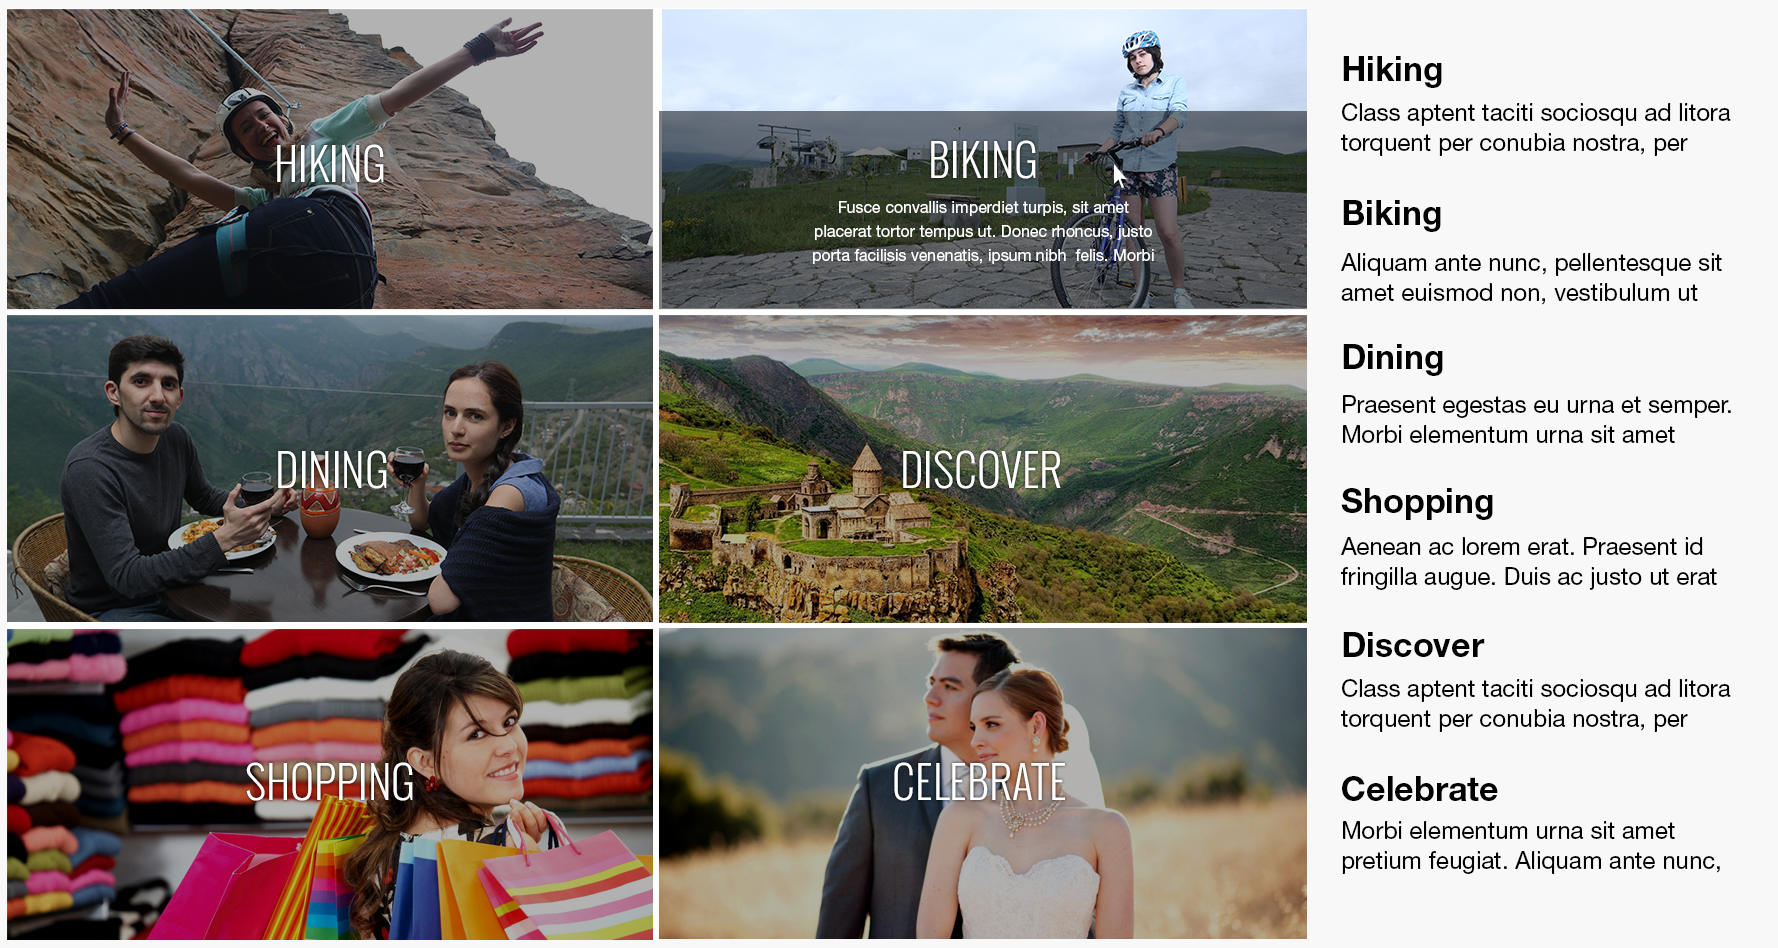 HIKING
BIKING
Fusce convallis imperdiet turpis, sit amet
placerat tortor tempus ut. Donec rhoncus, justo
porta facilisis venenatis, ipsum nibh  felis. Morbi
DINING
DISCOVER
SHOPPING
CELEBRATE
Hiking
Class aptent taciti sociosqu ad litora
torquent per conubia nostra, per
Biking
Aliquam ante nunc, pellentesque sit
amet euismod non, vestibulum ut
Dining
Praesent egestas eu urna et semper.
Morbi elementum urna sit amet
Shopping
Aenean ac lorem erat. Praesent id
fringilla augue. Duis ac justo ut erat
Discover
Class aptent taciti sociosqu ad litora
torquent per conubia nostra, per
Celebrate
Morbi elementum urna sit amet
pretium feugiat. Aliquam ante nunc,